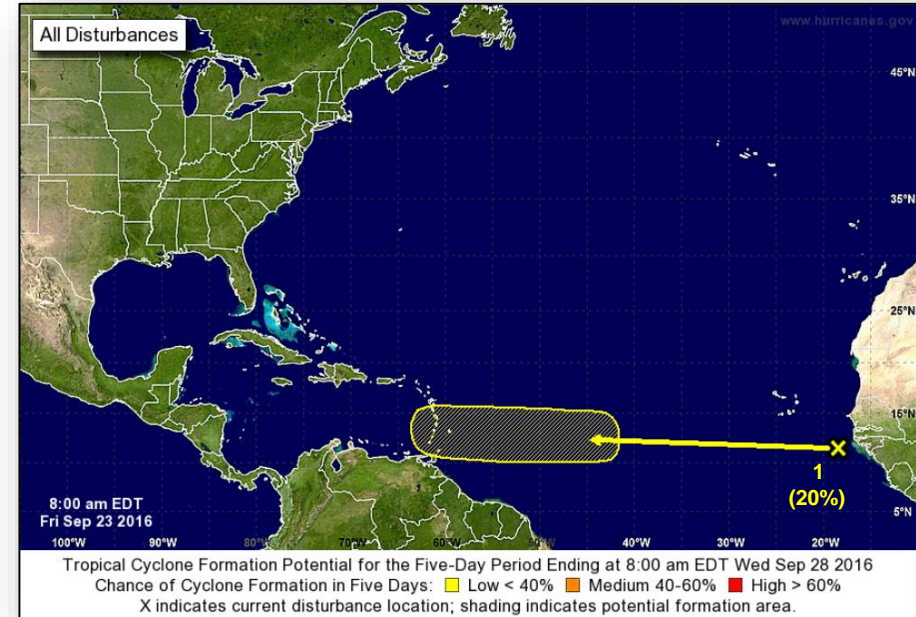 www.hurricanes.gov
All Disturbances
45°N
35°N
25°N
15°N
1
(20%)
5°N
8:00 am EDT
Fri Sep 23 2016
100°W 90°W 80°W 70°W 60°W 50°W 40°W 30°W 20°W
Tropical Cyclone Formation Potential for the Five-Day Period Ending at 8:00 am EDT Wed Sep 28 2016
Chance of Cyclone Formation in Five Days: Low < 40% Medium 40-60% High > 60%
X indicates current disturbance location; shading indicates potential formation area.